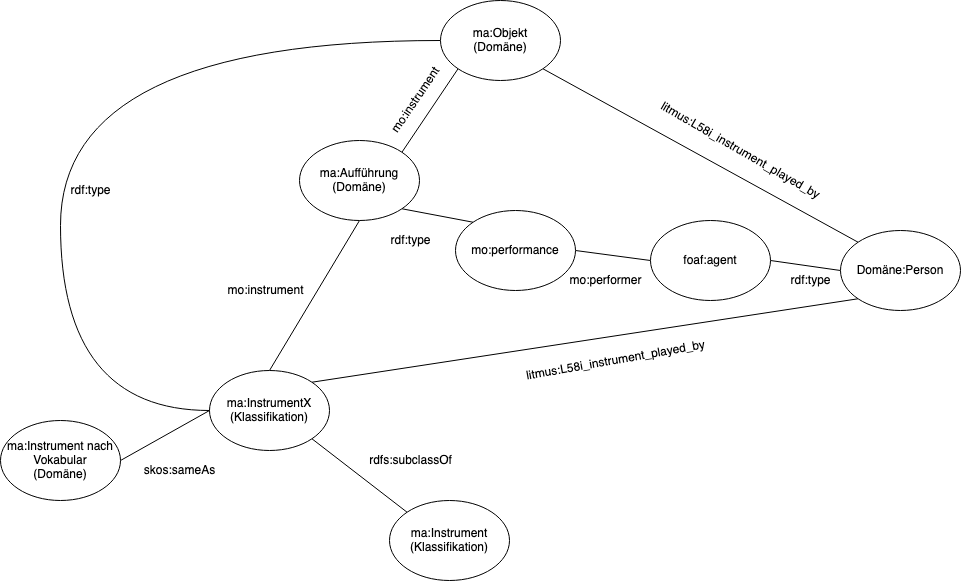 ma:Objekt
(Domäne)
mo:instrument
litmus:L58i_instrument_played_by
rdf:type
ma:Aufführung
(Domäne)
rdf:type
mo:performance
mo:performer
foaf:agent
rdf:type
Domäne:Person
mo:instrument
litmus:L58i_instrument_played_by
ma:InstrumentX
(Klassifikation)
ma:Instrument nach
Vokabular
(Domäne)
skos:sameAs
rdfs:subclassOf
ma:Instrument
(Klassifikation)